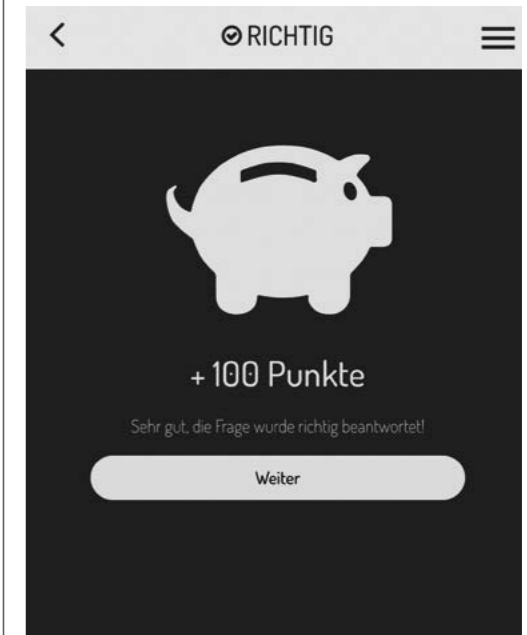 RICHTIG
+ 100 Punkte
Sehr gut, die Frage wurde richtig beantwortet!
Weiter